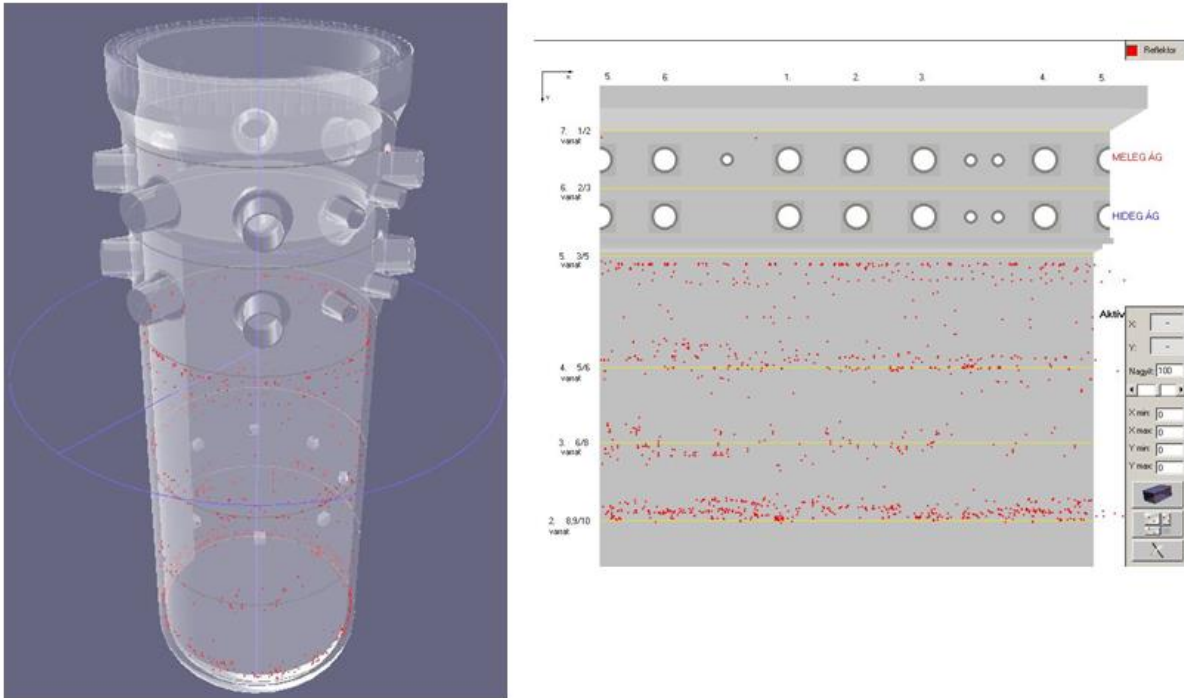 Reflektor
X
Y
5.
6.
1.
2.
3.
4.
5.
7. 1/2
varrat
MELEG ÁG
6. 2/3
varrat
HIDEG ÁG
5. 3/5
varrat
Aktív
X:
-
Y:
-
4. 5/6
varrat
Nagyít:
100
X min:
0
X max:
0
3. 6/8
varrat
Y min:
0
Y max:
0
2. 8,9/10
varrat